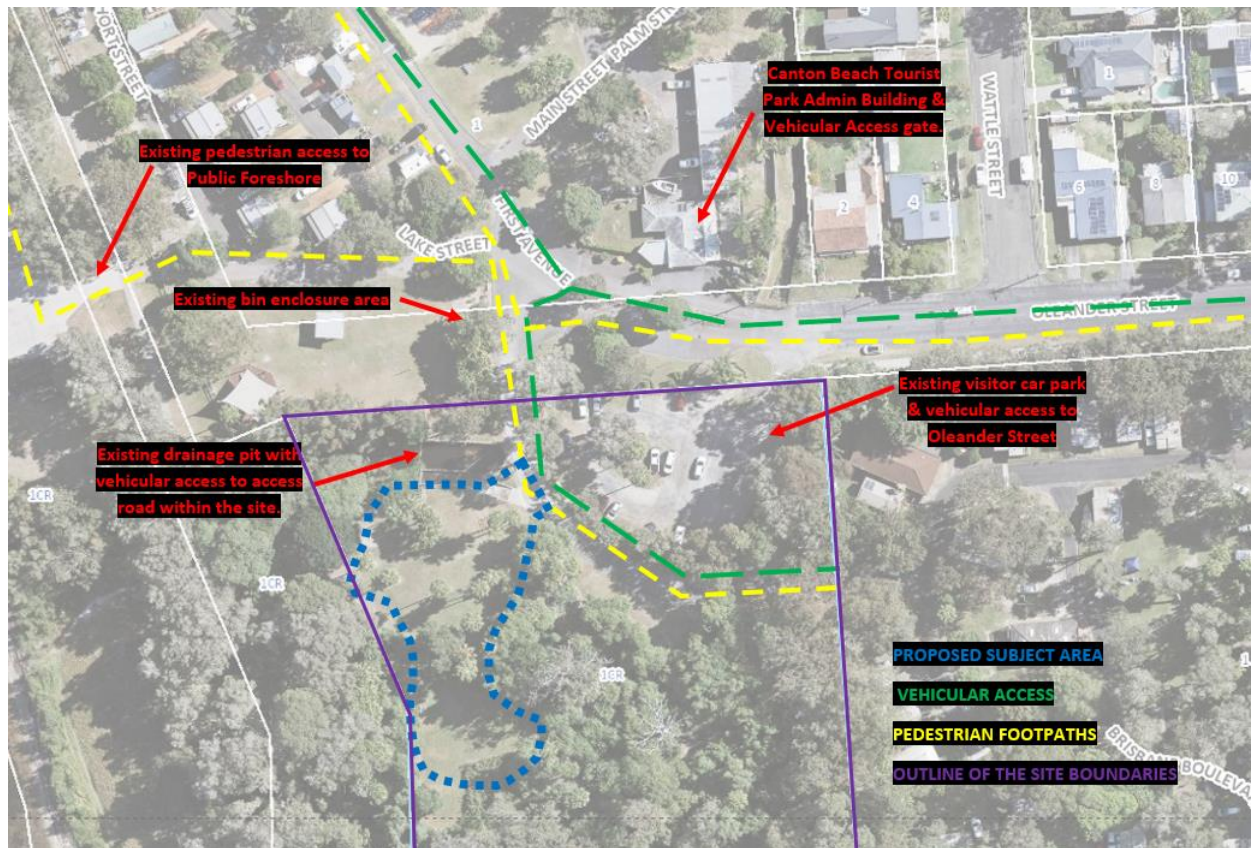 SHORT STREET
MAIN STREET
PALM STREET
Canton Beach Tourist
Park Admin Building &
Vehicular Access gate.
4
WATTLE STREET
1
1
Existing pedestrian access to
Public Foreshore
FIRST AVENUE
6
8
10
2
4
LAKE STREET
Existing bin enclosure area
OLEANDER STREET
Existing visitor car park
& vehicular access to
Oleander Street
Existing drainage pit with
vehicular access to access
road within the site.
1CR
1CR
1CR
PROPOSED SUBJECT AREA
VEHICULAR ACCESS
PEDESTRIAN FOOTPATHS
OUTLINE OF THE SITE BOUNDARIES